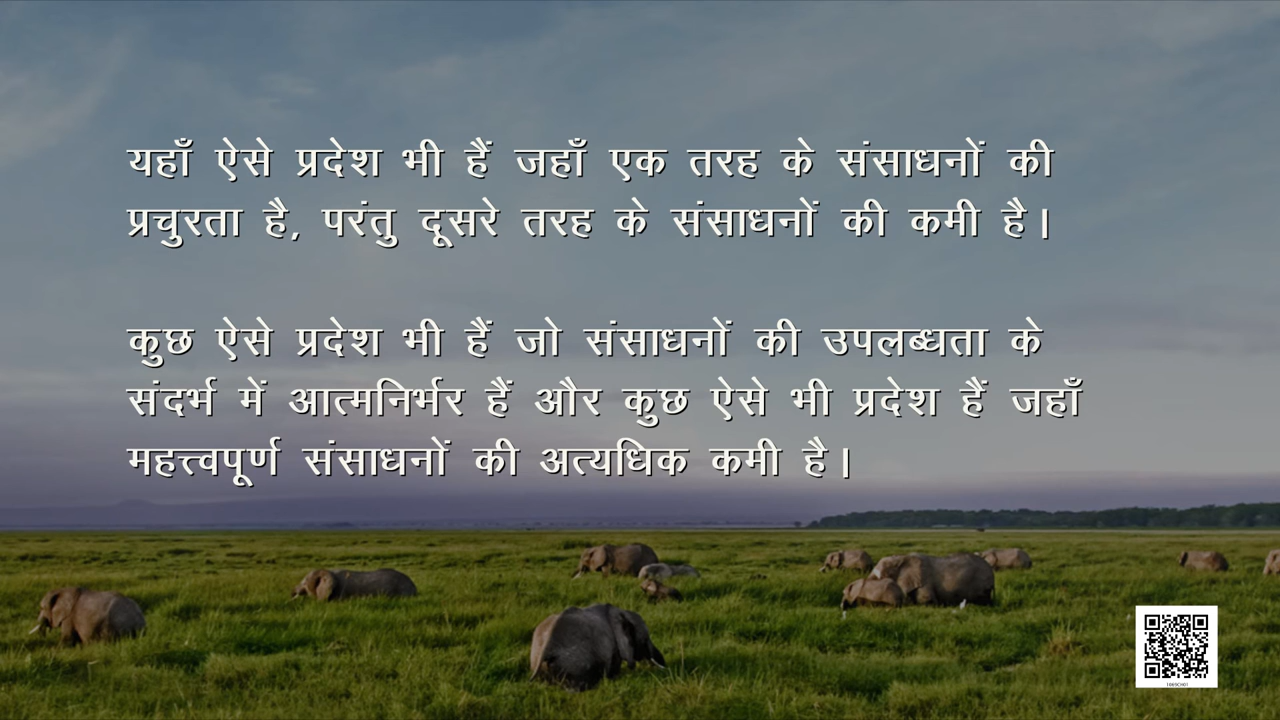 यहाँ ऐसे प्रदेश भी हैं जहाँ एक तरह के संसाधनों की
प्रचुरता है, परंतु दूसरे तरह के संसाधनों की कमी है।
कुछ ऐसे प्रदेश भी हैं जो संसाधनों की उपलब्धता के
संदर्भ में आत्मनिर्भर हैं और कुछ ऐसे भी प्रदेश हैं जहाँ
महत्त्वपूर्ण संसाधनों की अत्यधिक कमी है।